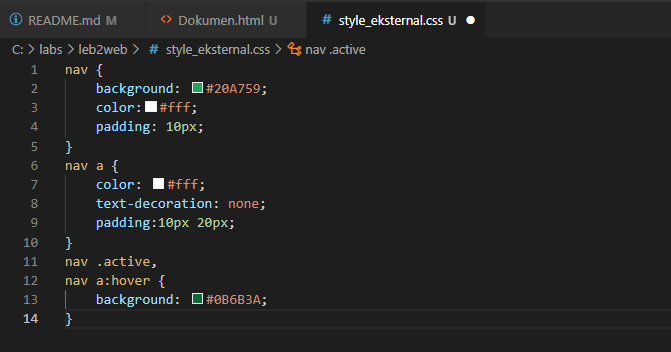 README.md M Dokumen.html U # style_eksternal.css U
C: > labs > leb2web > # style_eksternal.css > nav .active
1 nav {
2 background: #20A759;
3 color: #fff;
4 padding: 10px;
5 }
6 nav a {
7 color: #fff;
8 text-decoration: none;
9 padding:10px 20px;
10 }
11 nav .active,
12 nav a:hover {
13 background: #0B6B3A;
14 }